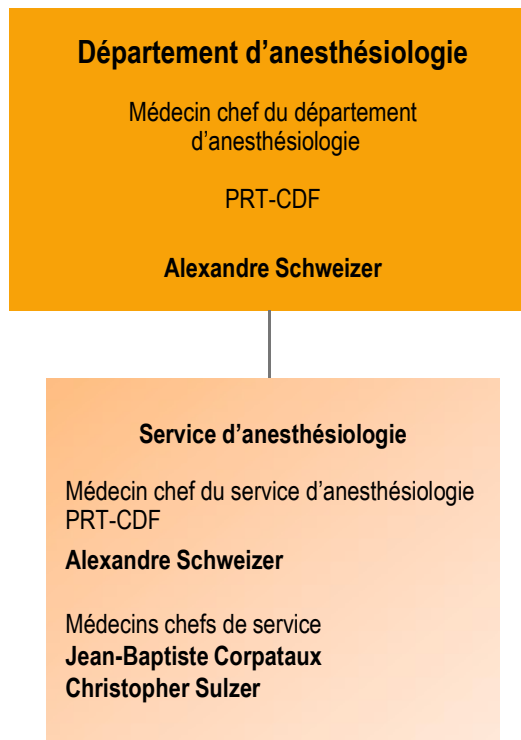 Département d’anesthésiologie
Médecin chef du département
d’anesthésiologie
PRT-CDF
Alexandre Schweizer
Service d’anesthésiologie
Médecin chef du service d’anesthésiologie
PRT-CDF
Alexandre Schweizer
Médecins chefs de service
Jean-Baptiste Corpataux
Christopher Sulzer